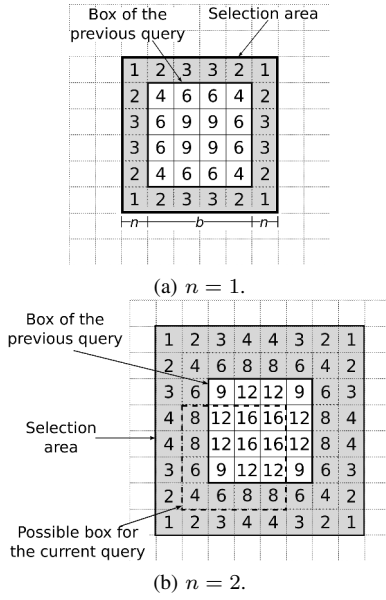 Box of the
previous query
Selection area
1 2 3 3 2 1
2 4 6 6 4 2
3 6 9 9 6 3
3 6 9 9 6 3
2 4 6 6 4 2
1 2 3 3 2 1
n b n
(a) n = 1.
Box of the
previous query
1 2 3 4 4 3 2 1
2 4 6 8 8 6 4 2
3 6 9 12 12 9 6 3
4 8 12 16 16 12 8 4
Selection
area
4 8 12 16 16 12 8 4
3 6 9 12 12 9 6 3
2 4 6 8 8 6 4 2
1 2 3 4 4 3 2 1
Possible box for
the current query
(b) n = 2.